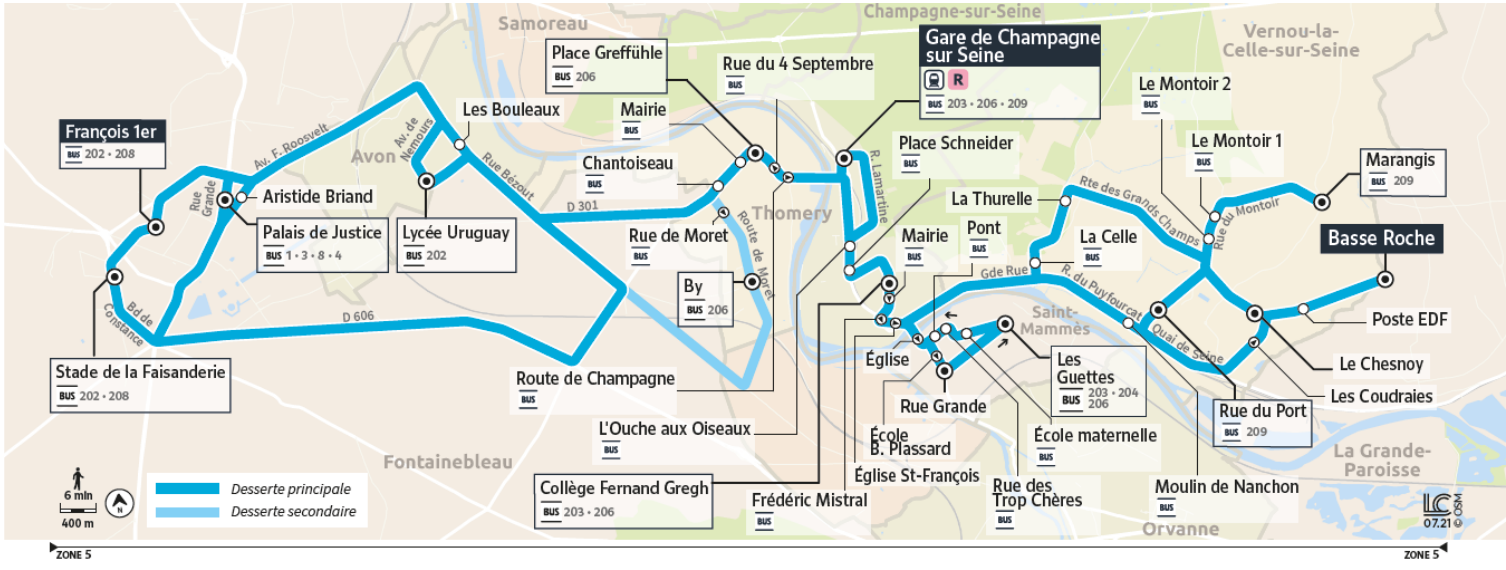 Samoreau
Champagne-sur-Seine
Vernou-la-
Celle-sur-Seine
Place Greffühle
BUS 206
Rue du 4 Septembre
BUS
Gare de Champagne
sur Seine
R
BUS 203 • 206 • 209
Le Montoir 2
BUS
Les Bouleaux
Mairie
BUS
François 1er
BUS 202 • 208
Av. F. Roosvelt
Avon
Av. de
Nemours
Rue Bézout
Chantoiseau
BUS
Place Schneider
BUS
Le Montoir 1
BUS
Marangis
BUS 209
Rue
Grande
Aristide Briand
D 301
R. Lamartine
Thomery
La Thurelle
Rte des Grands Champs
Rue du Montoir
Palais de Justice
BUS 1 • 3 • 8 • 4
Lycée Uruguay
BUS 202
Rue de Moret
BUS
Route de Moret
Mairie
BUS
Pont
BUS
La Celle
BUS
Basse Roche
By
BUS 206
Gde Rue
R. du Puyfourcat
Bd de
Constance
D 606
Saint-
Mammès
Quai de Seine
Poste EDF
Stade de la Faisanderie
BUS 202 • 208
Route de Champagne
BUS
Église
Les
Guettes
BUS 203 • 204
206
Le Chesnoy
Rue Grande
Les Coudraies
Rue du Port
BUS 209
L'Ouche aux Oiseaux
BUS
École
B. Plassard
École maternelle
BUS
La Grande-
Paroisse
Fontainebleau
Église St-François
Collège Fernand Gregh
BUS 203 • 206
Frédéric Mistral
BUS
Rue des
Trop Chères
BUS
Moulin de Nanchon
BUS
Orvanne
6 min
400 m
N
Desserte principale
Desserte secondaire
LC
07.21
© OSM
ZONE 5
ZONE 5